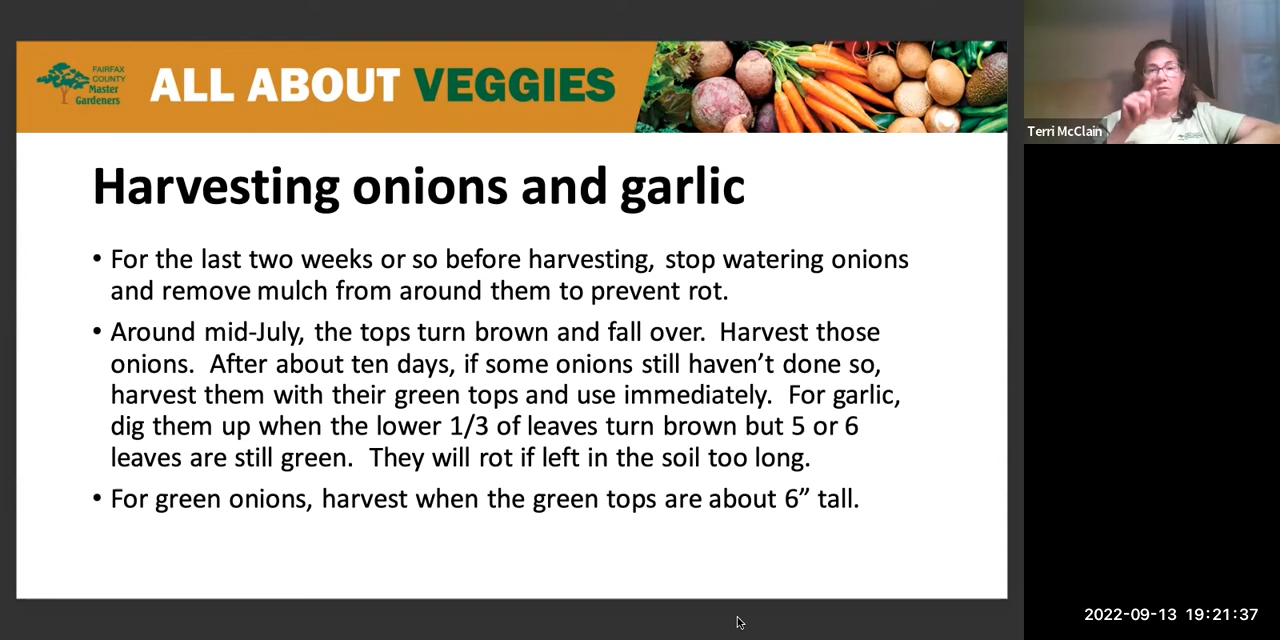 FAIRFAX
COUNTY
Master
Gardeners
ALL ABOUT VEGGIES
Terri McClain
Harvesting onions and garlic
• For the last two weeks or so before harvesting, stop watering onions
and remove mulch from around them to prevent rot.
• Around mid-July, the tops turn brown and fall over.  Harvest those
onions.  After about ten days, if some onions still haven’t done so,
harvest them with their green tops and use immediately.  For garlic,
dig them up when the lower 1/3 of leaves turn brown but 5 or 6
leaves are still green.  They will rot if left in the soil too long.
• For green onions, harvest when the green tops are about 6” tall.
2022-09-13 19:21:37